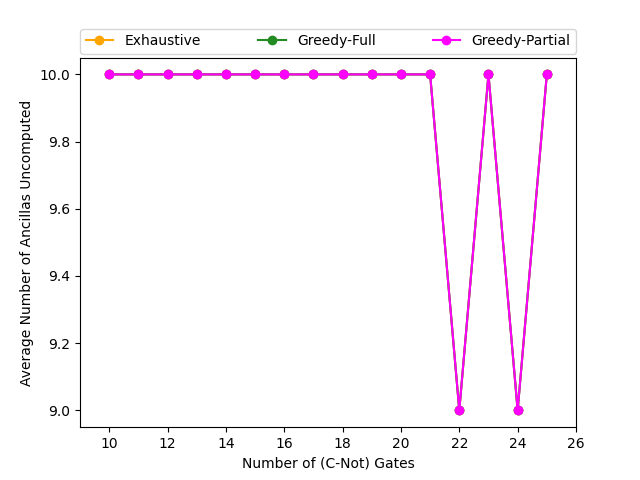 Exhaustive Greedy-Full Greedy-Partial
Average Number of Ancillas Uncomputed
10.0
9.8
9.6
9.4
9.2
9.0
10 12 14 16 18 20 22 24 26
Number of (C-Not) Gates